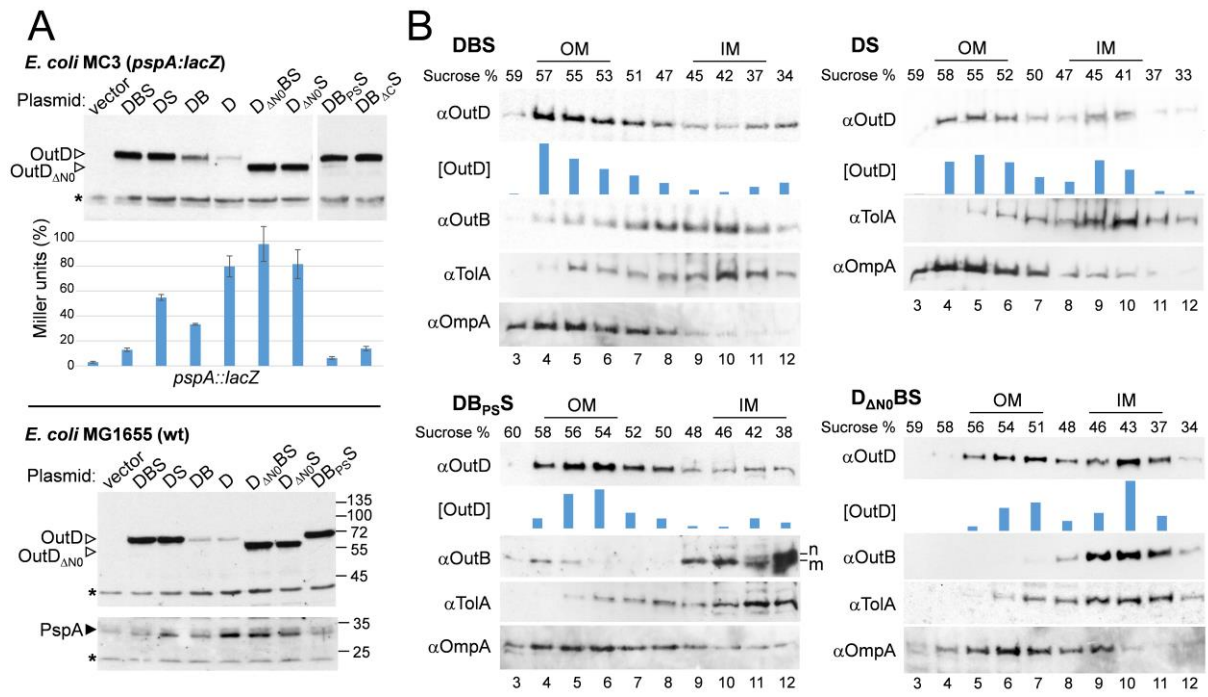 A
E. coli MC3 (pspA:lacZ)
Plasmid: vector DBS DS DB D DΔN0BS DΔN0S DBPSS DBΔCS
OutD
OutDΔN0
*
Miller units (%)
100
80
60
40
20
0
pspA::lacZ
E. coli MG1655 (wt)
Plasmid: vector DBS DS DB D DΔN0BS DΔN0S DBPSS
135
100
72
55
45
OutD
OutDΔN0
*
PspA
35
25
*
B
DBS
OM IM
Sucrose % 59 57 55 53 51 47 45 42 37 34
αOutD
[OutD]
αOutB
αTolA
αOmpA
3 4 5 6 7 8 9 10 11 12
DS
OM IM
Sucrose % 59 58 55 52 50 47 45 41 37 33
αOutD
[OutD]
αTolA
αOmpA
3 4 5 6 7 8 9 10 11 12
DBPSS
OM IM
Sucrose % 60 58 56 54 52 50 48 46 42 38
αOutD
[OutD]
αOutB
n
m
αTolA
αOmpA
3 4 5 6 7 8 9 10 11 12
DΔN0BS
OM IM
Sucrose % 59 58 56 54 51 48 46 43 37 34
αOutD
[OutD]
αOutB
αTolA
αOmpA
3 4 5 6 7 8 9 10 11 12